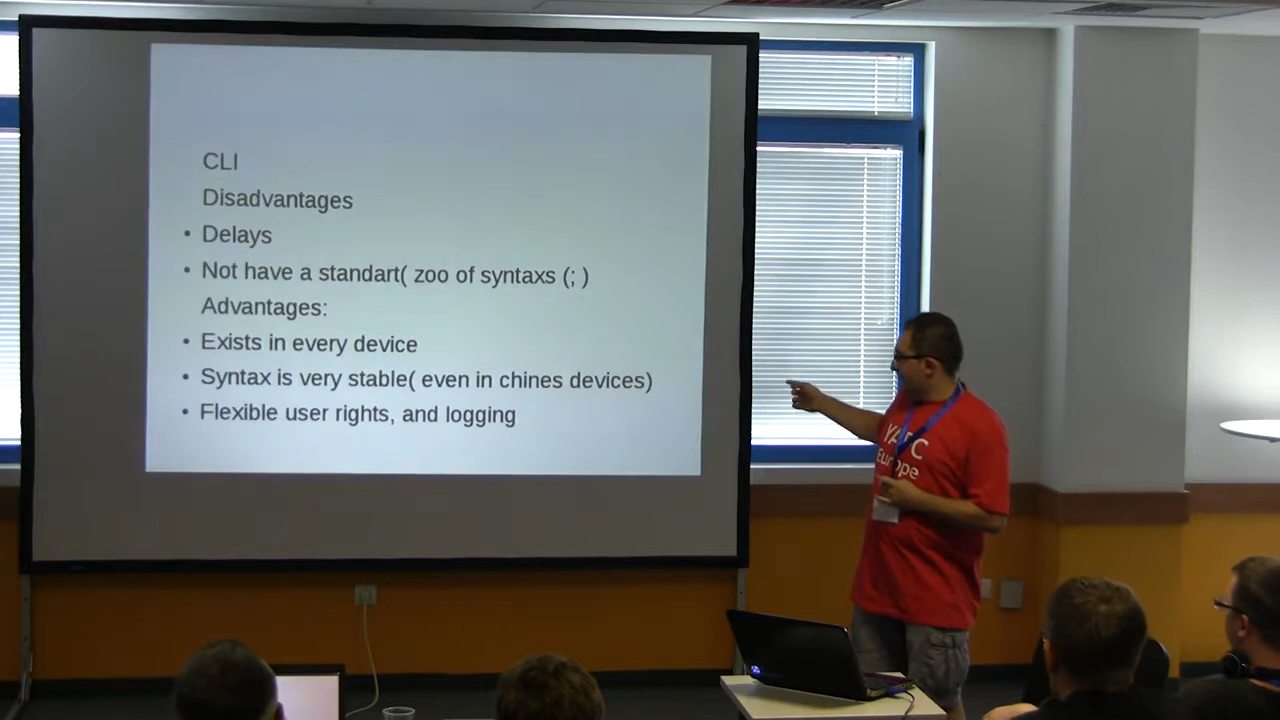 CLI
Disadvantages
• Delays
• Not have a standart( zoo of syntaxs (; )
Advantages:
• Exists in every device
• Syntax is very stable( even in chines devices)
• Flexible user rights, and logging
Europe